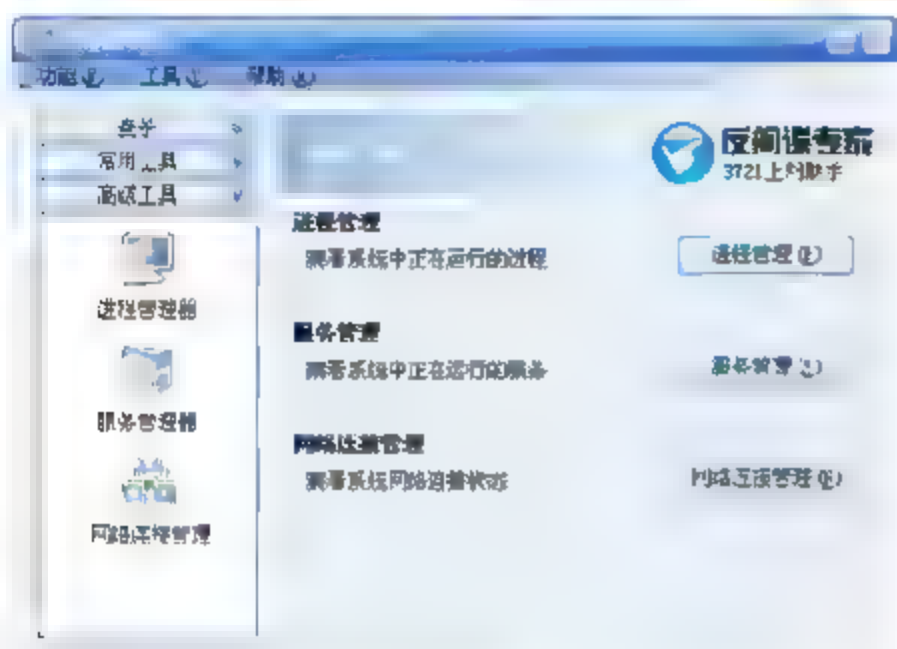 功能
工具
帮助
查杀
常用工具
高级工具
进程管理器
服务管理器
网络连接管理
反间谍专家
3721上网助手
进程管理
察看系统中正在运行的进程
进程管理
服务管理
察看系统中正在运行的服务
服务管理
网络连接管理
察看系统网络连接状态
网络连接管理